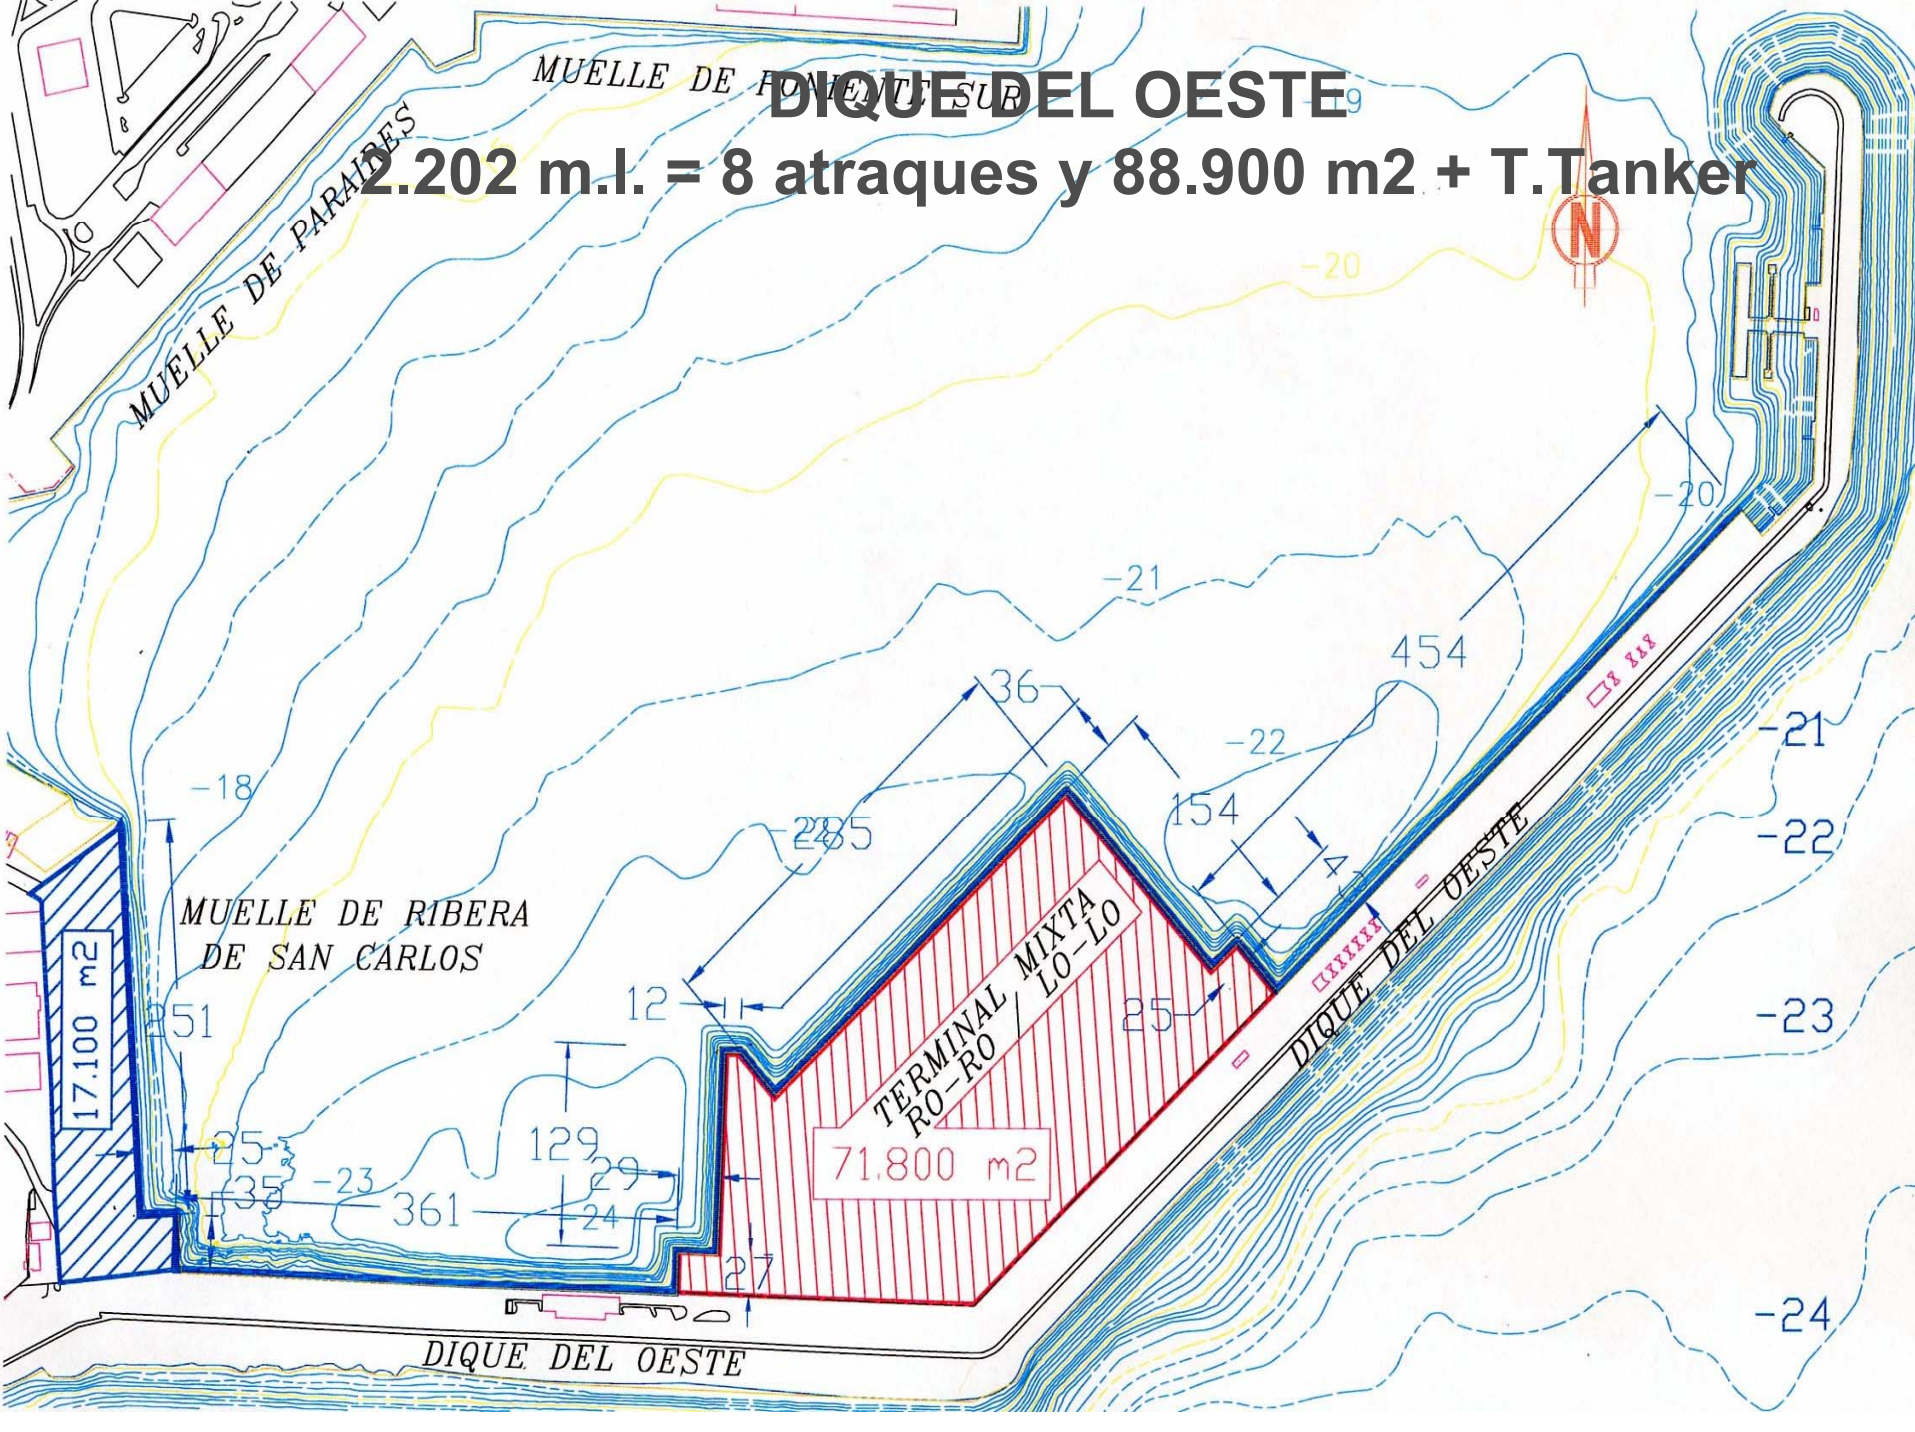 DIQUE DEL OESTE
2.202 m.l. = 8 atraques y 88.900 m2 + T.Tanker
MUELLE DE PONIENTE SUR
MUELLE DE PARAIRES
-19
N
-20
-20
-21
454
36
-22
-21
-18
154
-22
285
-22
MUELLE DE RIBERA
DE SAN CARLOS
17.100 m2
TERMINAL MIXTA
RO-RO / LO-LO
DIQUE DEL OESTE
12
25
-23
129
25
29
71.800 m2
35
-23
361
-24
27
-24
DIQUE DEL OESTE